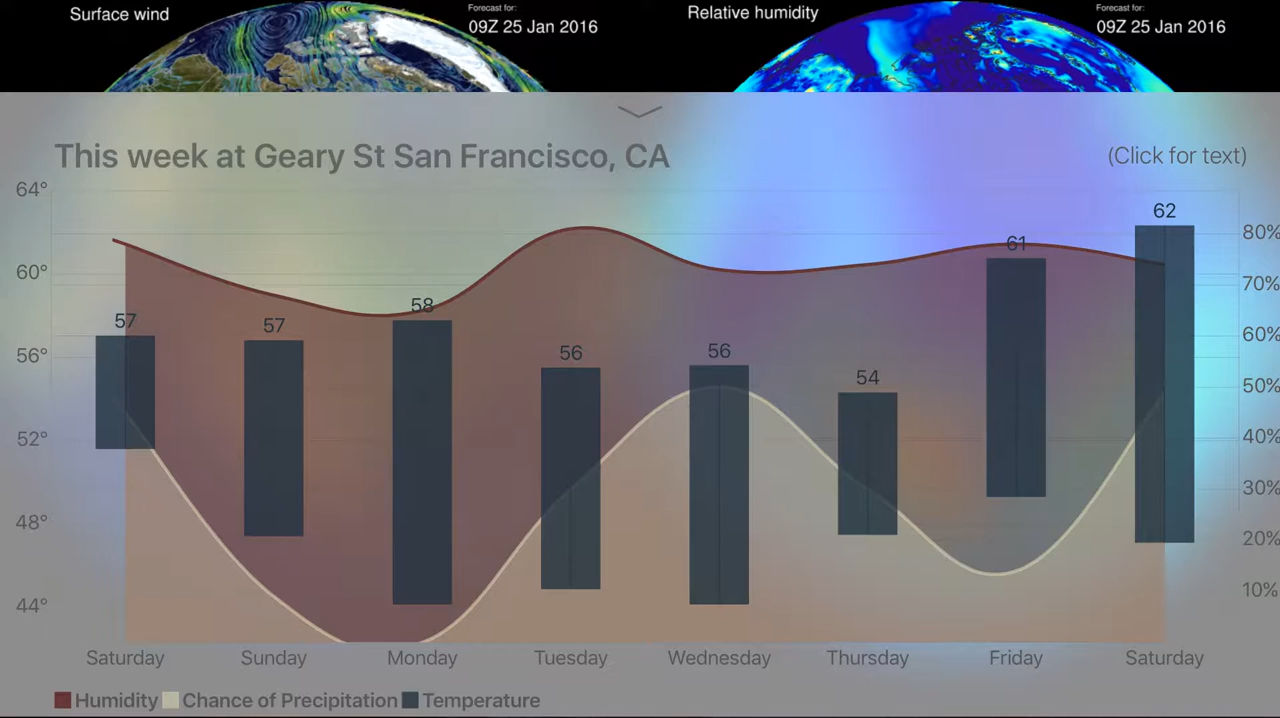 Surface wind
Forecast for:
09Z 25 Jan 2016
Relative humidity
Forecast for:
09Z 25 Jan 2016
This week at Geary St San Francisco, CA
(Click for text)
64°
60°
56°
52°
48°
44°
57
57
58
56
56
54
61
62
80%
70%
60%
50%
40%
30%
20%
10%
Saturday Sunday Monday Tuesday Wednesday Thursday Friday Saturday
Humidity Chance of Precipitation Temperature